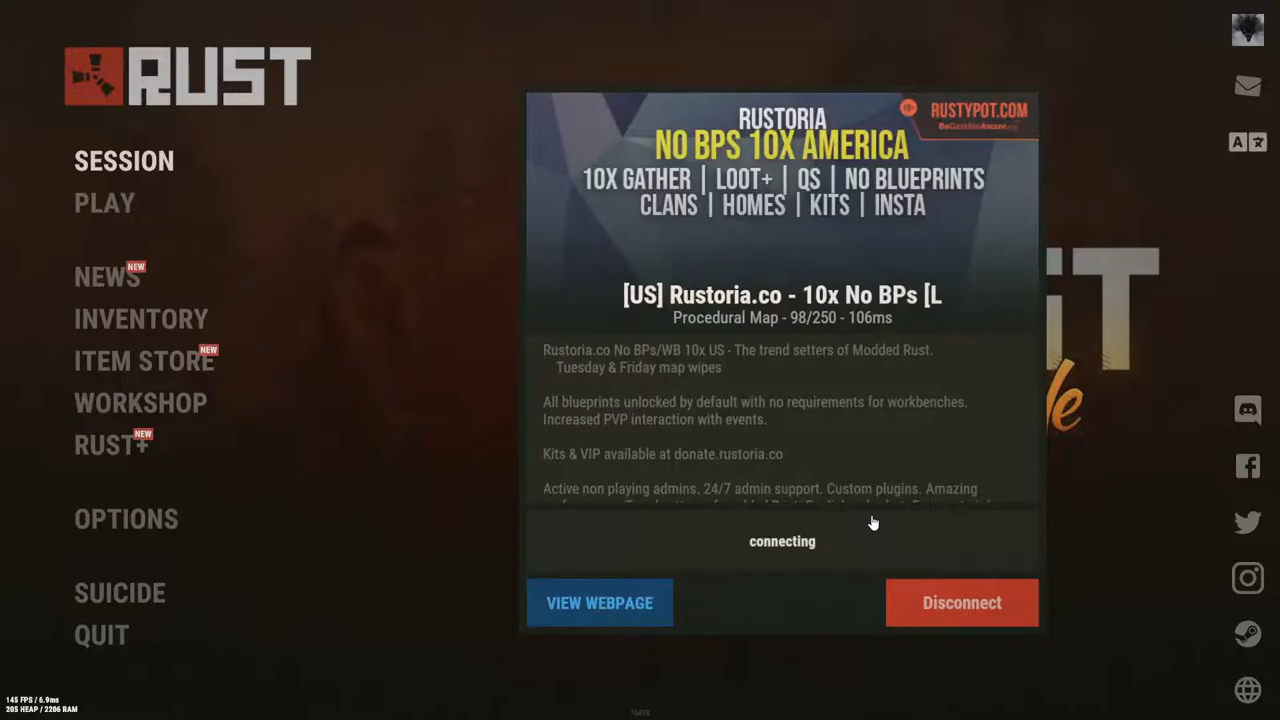 RUST
SESSION
PLAY
NEWS NEW
INVENTORY
ITEM STORE NEW
WORKSHOP
RUST+ NEW
OPTIONS
SUICIDE
QUIT
RUSTORIA
NO BPS 10X AMERICA
10X GATHER | LOOT+ | QS | NO BLUEPRINTS
CLANS | HOMES | KITS | INSTA
18+ RUSTYPOT.COM
BeGambleAware.org
[US] Rustoria.co - 10x No BPs [L
Procedural Map - 98/250 - 106ms
Rustoria.co No BPs/WB 10x US - The trend setters of Modded Rust.
Tuesday & Friday map wipes
All blueprints unlocked by default with no requirements for workbenches.
Increased PVP interaction with events.
Kits & VIP available at donate.rustoria.co
Active non playing admins. 24/7 admin support. Custom plugins. Amazing
connecting
VIEW WEBPAGE
Disconnect
145 FPS / 6.9ms
205 HEAP / 2206 RAM